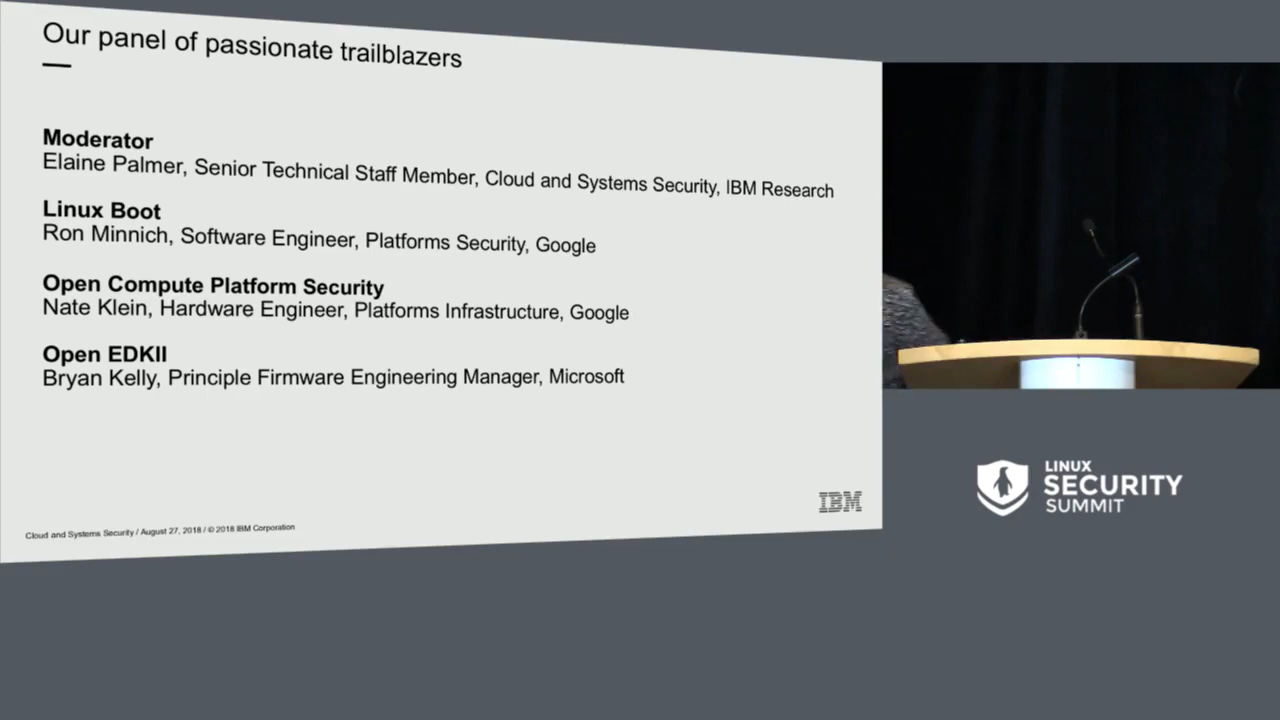 Our panel of passionate trailblazers
Moderator
Elaine Palmer, Senior Technical Staff Member, Cloud and Systems Security, IBM Research
Linux Boot
Ron Minnich, Software Engineer, Platforms Security, Google
Open Compute Platform Security
Nate Klein, Hardware Engineer, Platforms Infrastructure, Google
Open EDKII
Bryan Kelly, Principle Firmware Engineering Manager, Microsoft
IBM
Cloud and Systems Security / August 27, 2018 / © 2018 IBM Corporation
LINUX
SECURITY
SUMMIT